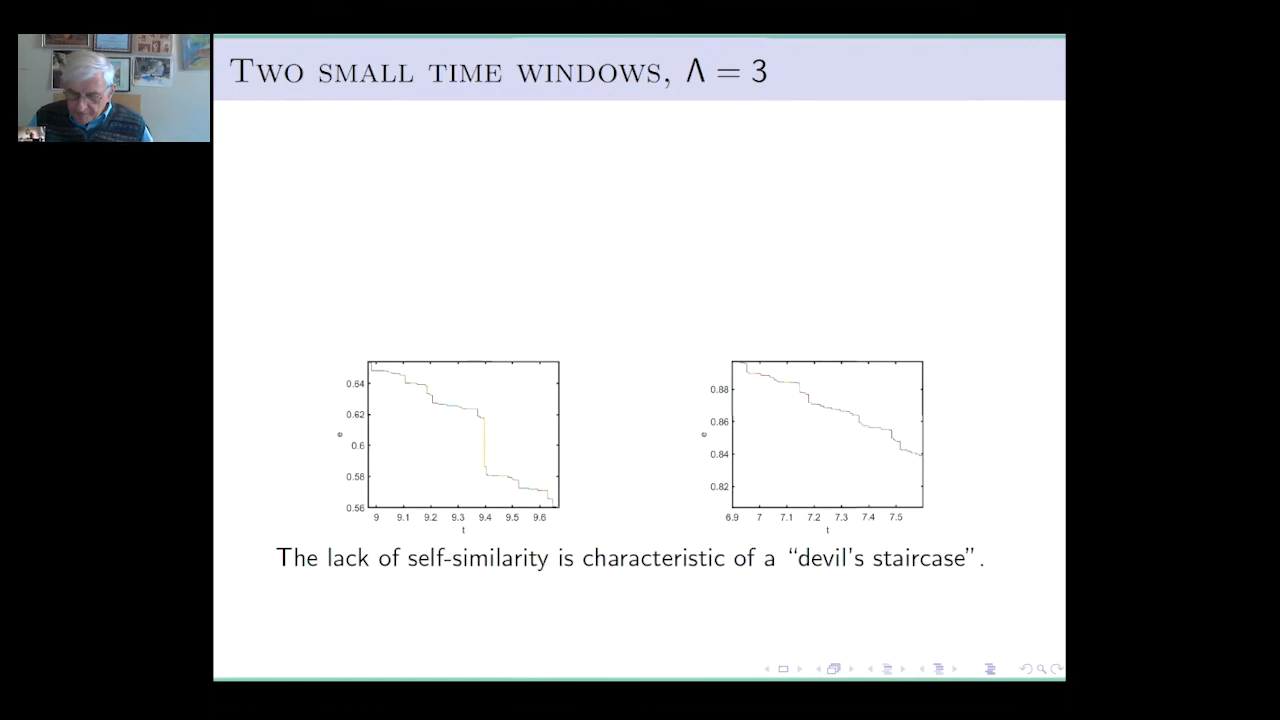 Two small time windows, Λ = 3
0.64
0.62
0.6
0.58
0.56
e
9 9.1 9.2 9.3 9.4 9.5 9.6
t
0.88
0.86
0.84
0.82
e
6.9 7 7.1 7.2 7.3 7.4 7.5
t
The lack of self-similarity is characteristic of a “devil’s staircase”.